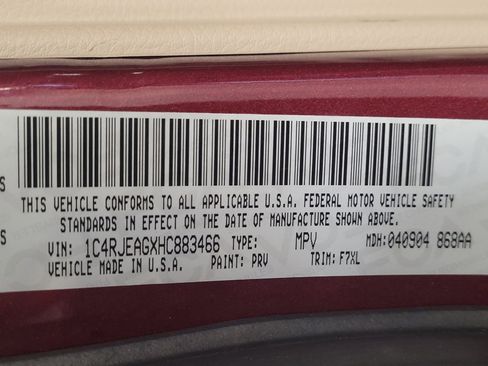 THIS VEHICLE CONFORMS TO ALL APPLICABLE U.S.A. FEDERAL MOTOR VEHICLE SAFETY
STANDARDS IN EFFECT ON THE DATE OF MANUFACTURE SHOWN ABOVE.
VIN: 1C4RJEAGXHC883466 TYPE: MPV MDH:040904 868AA
VEHICLE MADE IN U.S.A. PAINT: PRV TRIM: F7XL